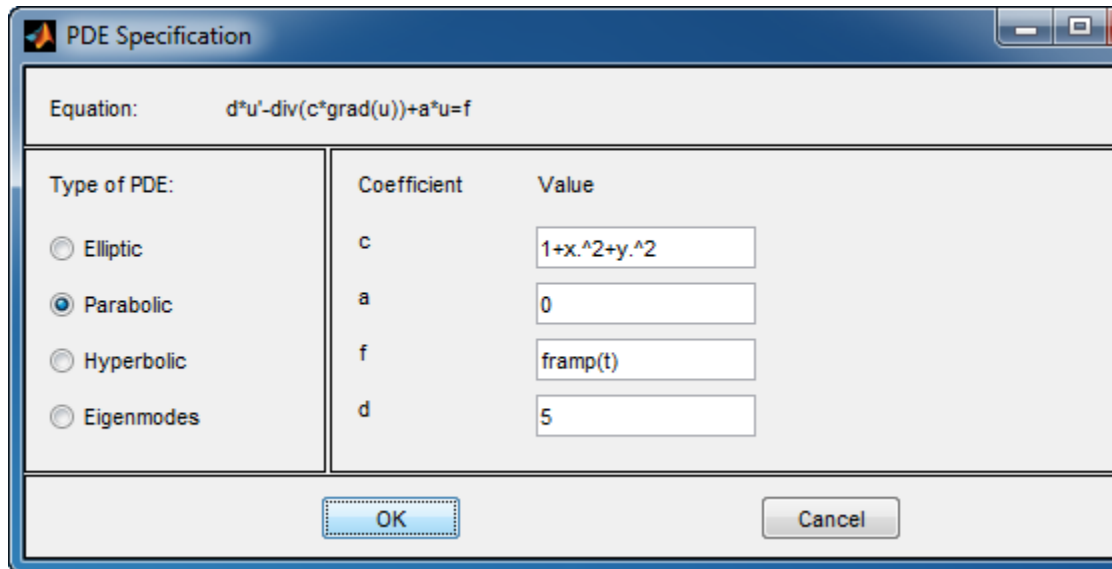 PDE Specification
Equation: d*u'-div(c*grad(u))+a*u=f
Type of PDE:
Elliptic
Parabolic
Hyperbolic
Eigenmodes
Coefficient Value
c 1+x.^2+y.^2
a 0
f framp(t)
d 5
OK Cancel